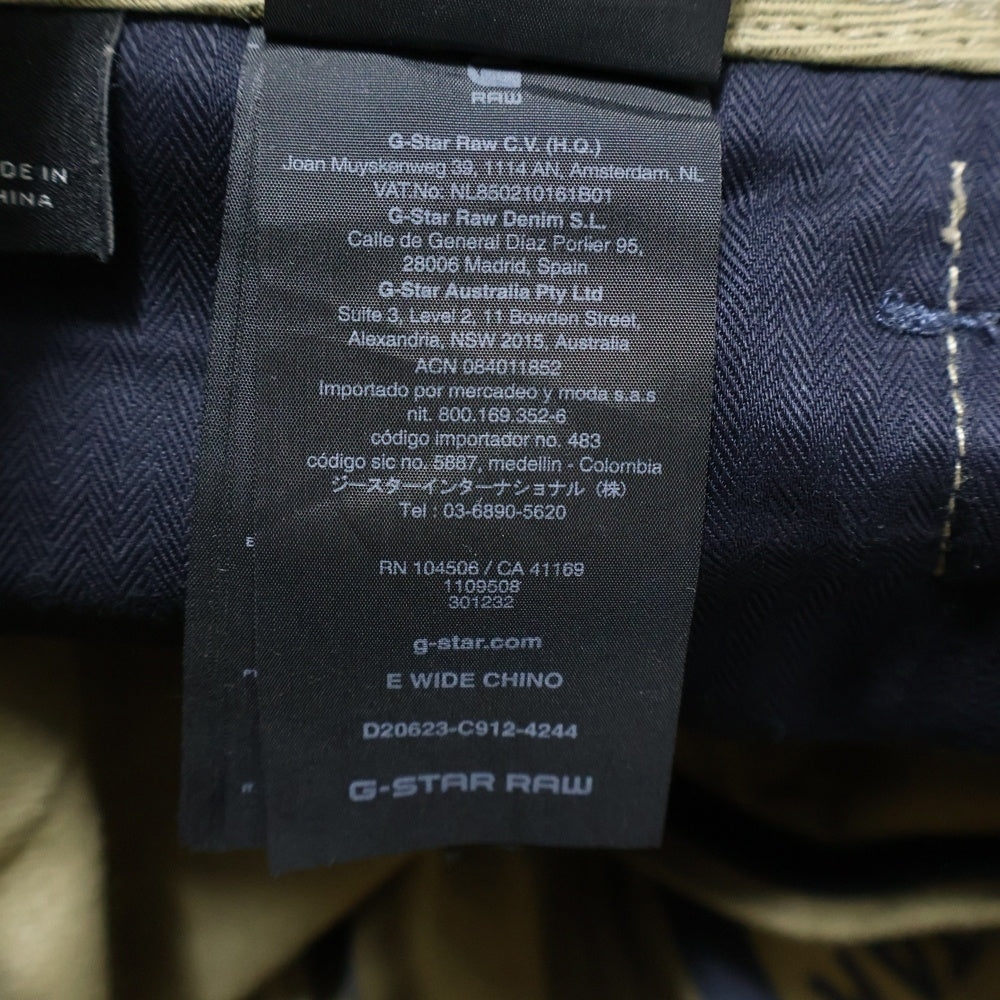 RAW
G-Star Raw C.V. (H.O.)
Joan Muyskenweg 39, 1114 AN, Amsterdam, NL
VAT No: NL850210161B01
G-Star Raw Denim S.L.
Calle de General Díaz Porlier 95,
28006 Madrid, Spain
G-Star Australia Pty Ltd
Suite 3, Level 2, 11 Bowden Street,
Alexandria, NSW 2015, Australia
ACN 084011852
Importado por mercadeo y moda s.a.s
nit. 800.169.352-6
código importador no. 483
código sic no. 5887, medellin - Colombia
ジースターインターナショナル (株)
Tel : 03-6890-5620
RN 104506 / CA 41169
1109508
301232
g-star.com
E WIDE CHINO
D20623-C912-4244
G-STAR RAW
DE IN
HINA